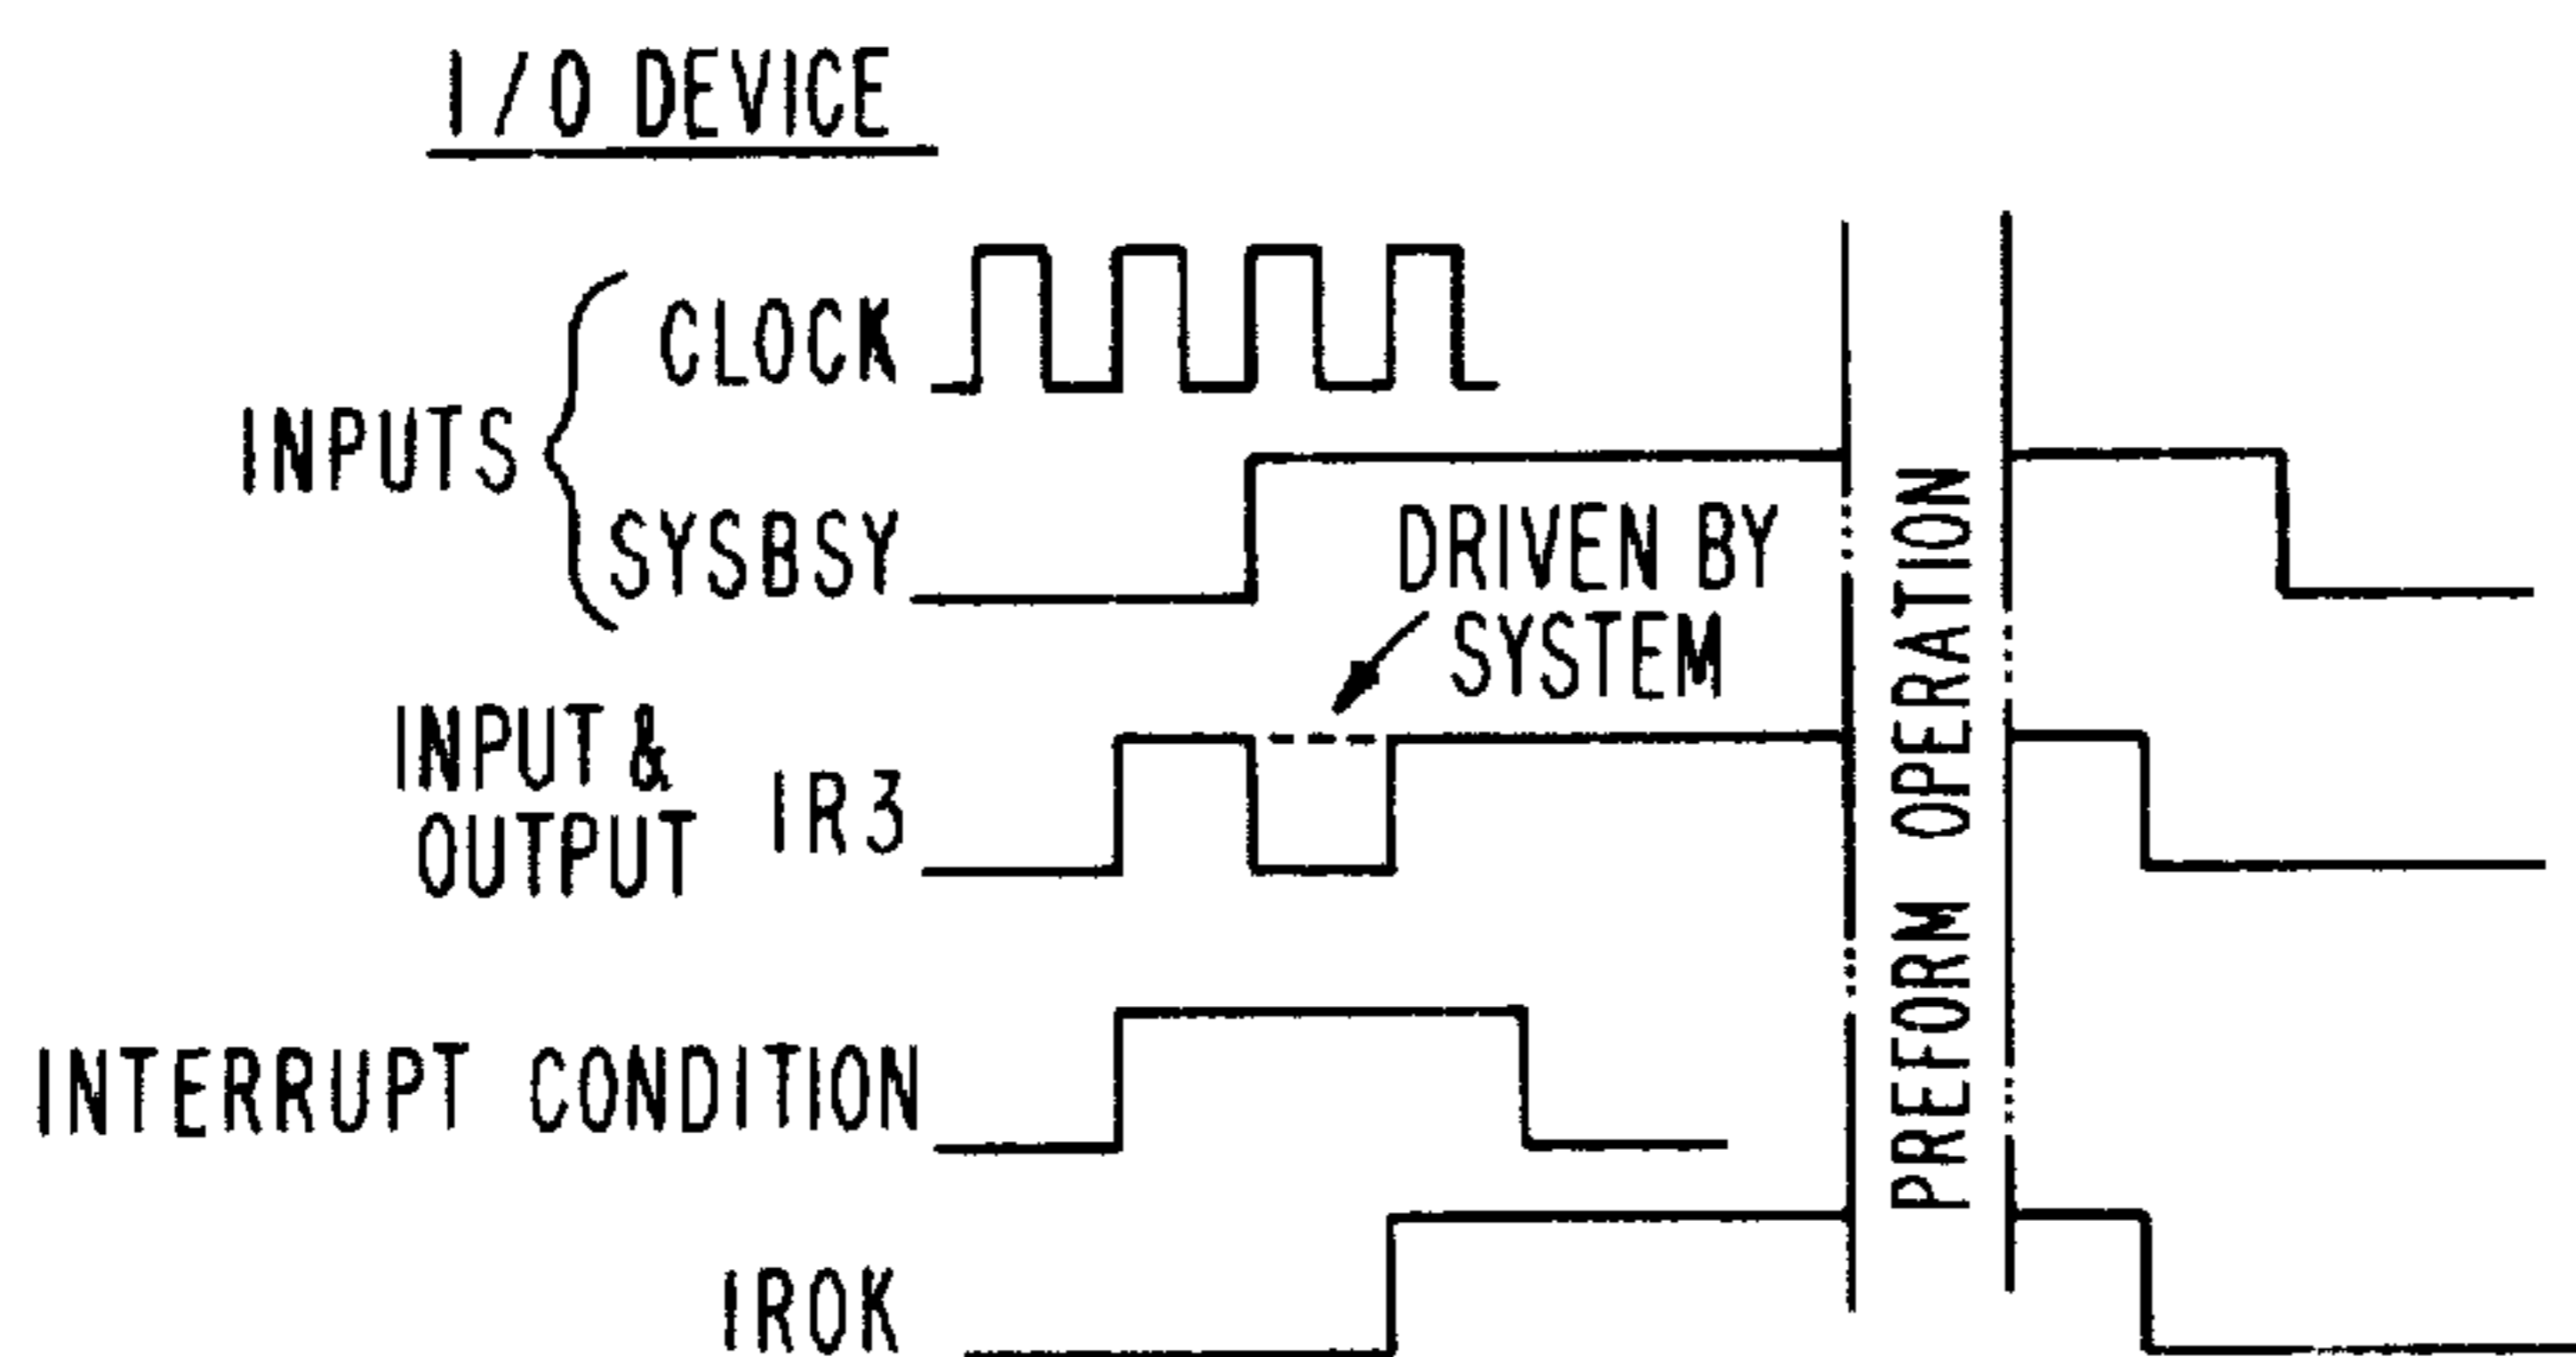 I/O DEVICE
INPUTS
CLOCK
SYSBSY
DRIVEN BY
SYSTEM
INPUT &
OUTPUT
IR3
INTERRUPT CONDITION
IROK
PREFORM OPERATION